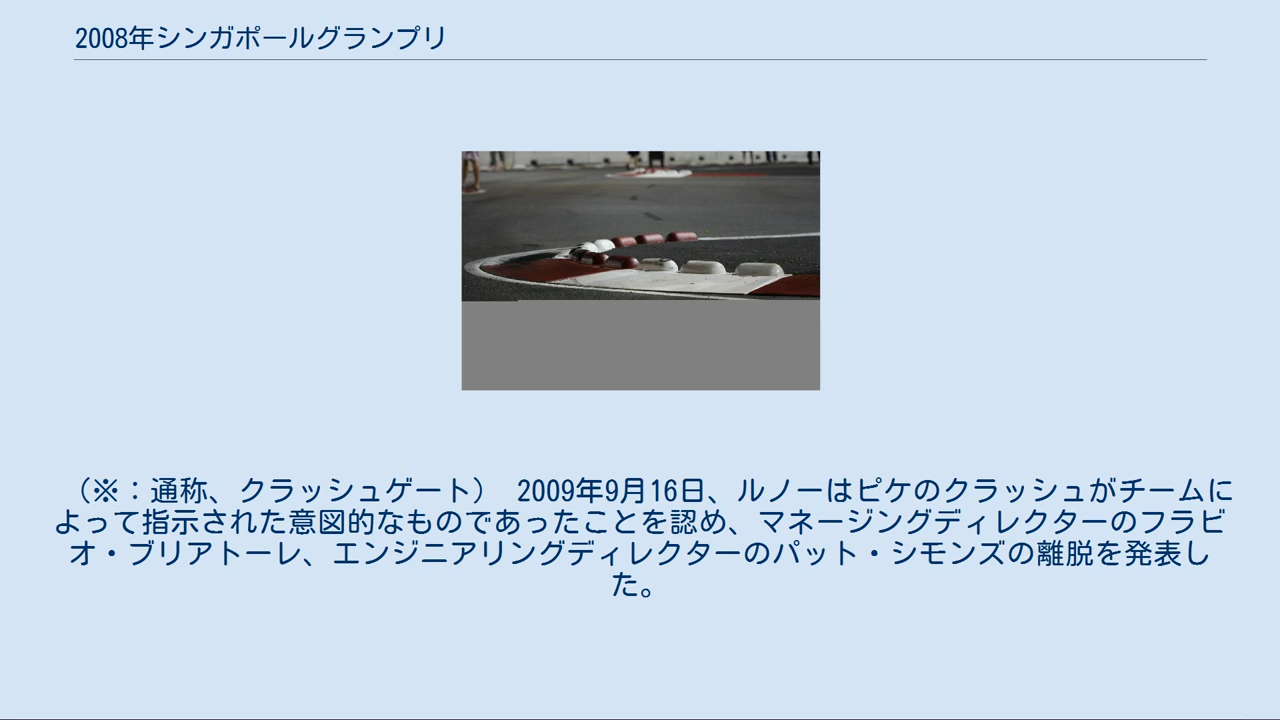 2008年シンガポールグランプリ
（※：通称、クラッシュゲート）　2009年9月16日、ルノーはピケのクラッシュがチームに
よって指示された意図的なものであったことを認め、マネージングディレクターのフラビ
オ・ブリアトーレ、エンジニアリングディレクターのパット・シモンズの離脱を発表し
た。